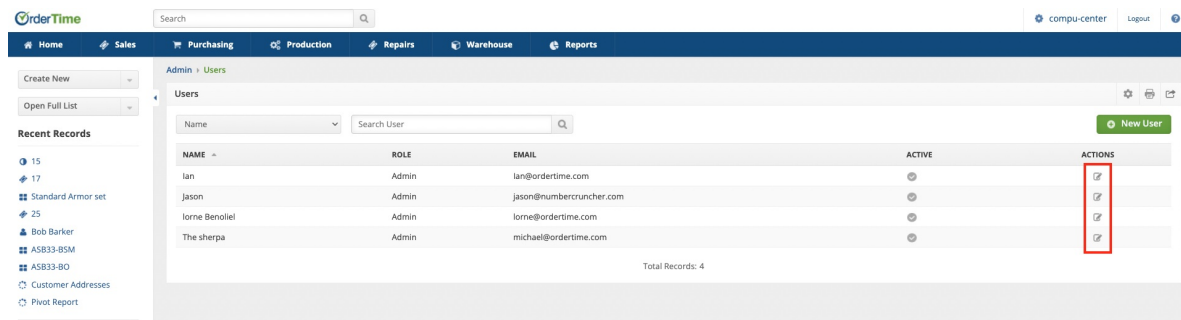 OrderTime
Search
compu-center
Logout
Home
Sales
Purchasing
Production
Repairs
Warehouse
Reports
Create New
Open Full List
Recent Records
15
17
Standard Armor set
25
Bob Barker
ASB33-BSM
ASB33-BO
Customer Addresses
Pivot Report
Admin
Users
Users
Name
Search User
New User
NAME ROLE EMAIL ACTIVE ACTIONS
Ian Admin Ian@ordertime.com
Jason Admin jason@numbercruncher.com
lorne Benoliel Admin lorne@ordertime.com
The sherpa Admin michael@ordertime.com
Total Records: 4